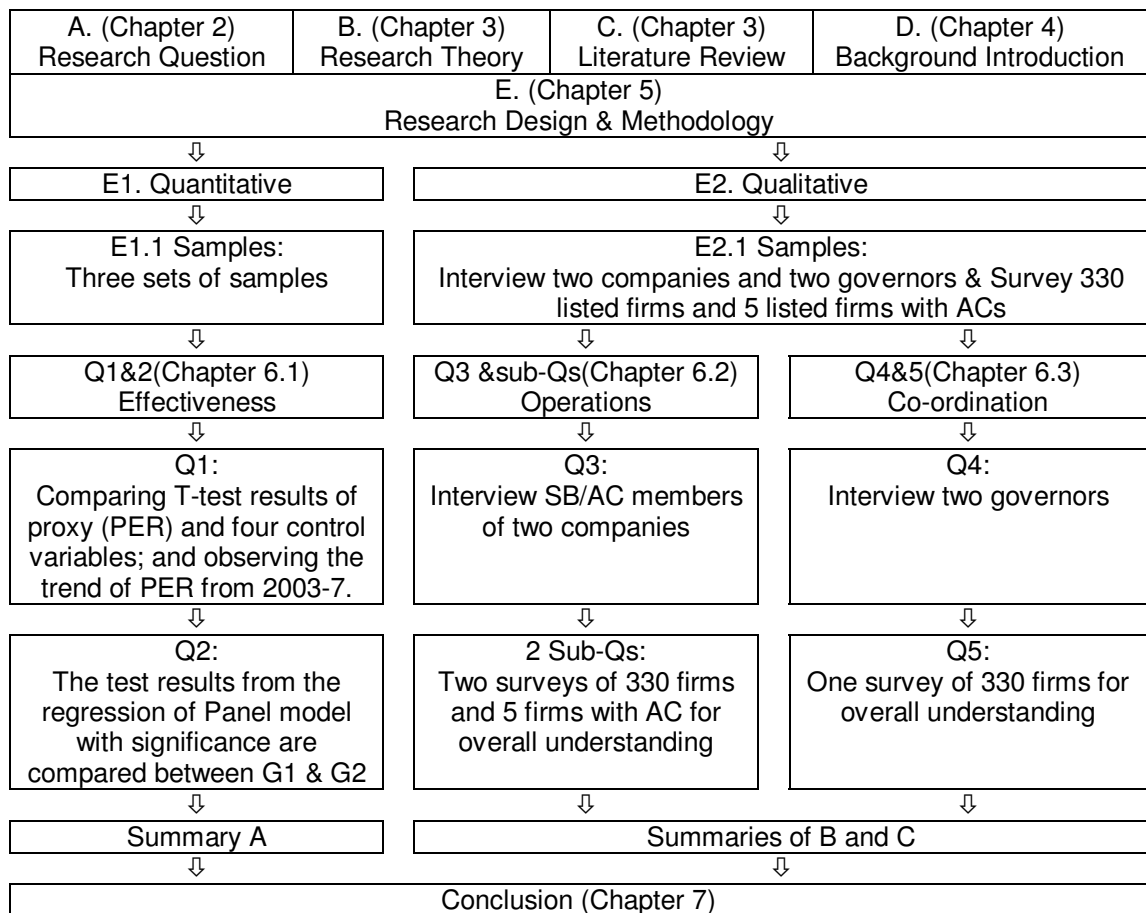 A. (Chapter 2)
Research Question
B. (Chapter 3)
Research Theory
C. (Chapter 3)
Literature Review
D. (Chapter 4)
Background Introduction
E. (Chapter 5)
Research Design & Methodology
⇩
⇩
E1. Quantitative
E2. Qualitative
⇩
⇩
E1.1 Samples:
Three sets of samples
E2.1 Samples:
Interview two companies and two governors & Survey 330
listed firms and 5 listed firms with ACs
⇩
⇩
⇩
Q1&2(Chapter 6.1)
Effectiveness
Q3 &sub-Qs(Chapter 6.2)
Operations
Q4&5(Chapter 6.3)
Co-ordination
⇩
⇩
⇩
Q1:
Comparing T-test results of
proxy (PER) and four control
variables; and observing the
trend of PER from 2003-7.
Q3:
Interview SB/AC members
of two companies
Q4:
Interview two governors
⇩
⇩
⇩
Q2:
The test results from the
regression of Panel model
with significance are
compared between G1 & G2
2 Sub-Qs:
Two surveys of 330 firms
and 5 firms with AC for
overall understanding
Q5:
One survey of 330 firms for
overall understanding
⇩
⇩
⇩
Summary A
Summaries of B and C
⇩
⇩
Conclusion (Chapter 7)